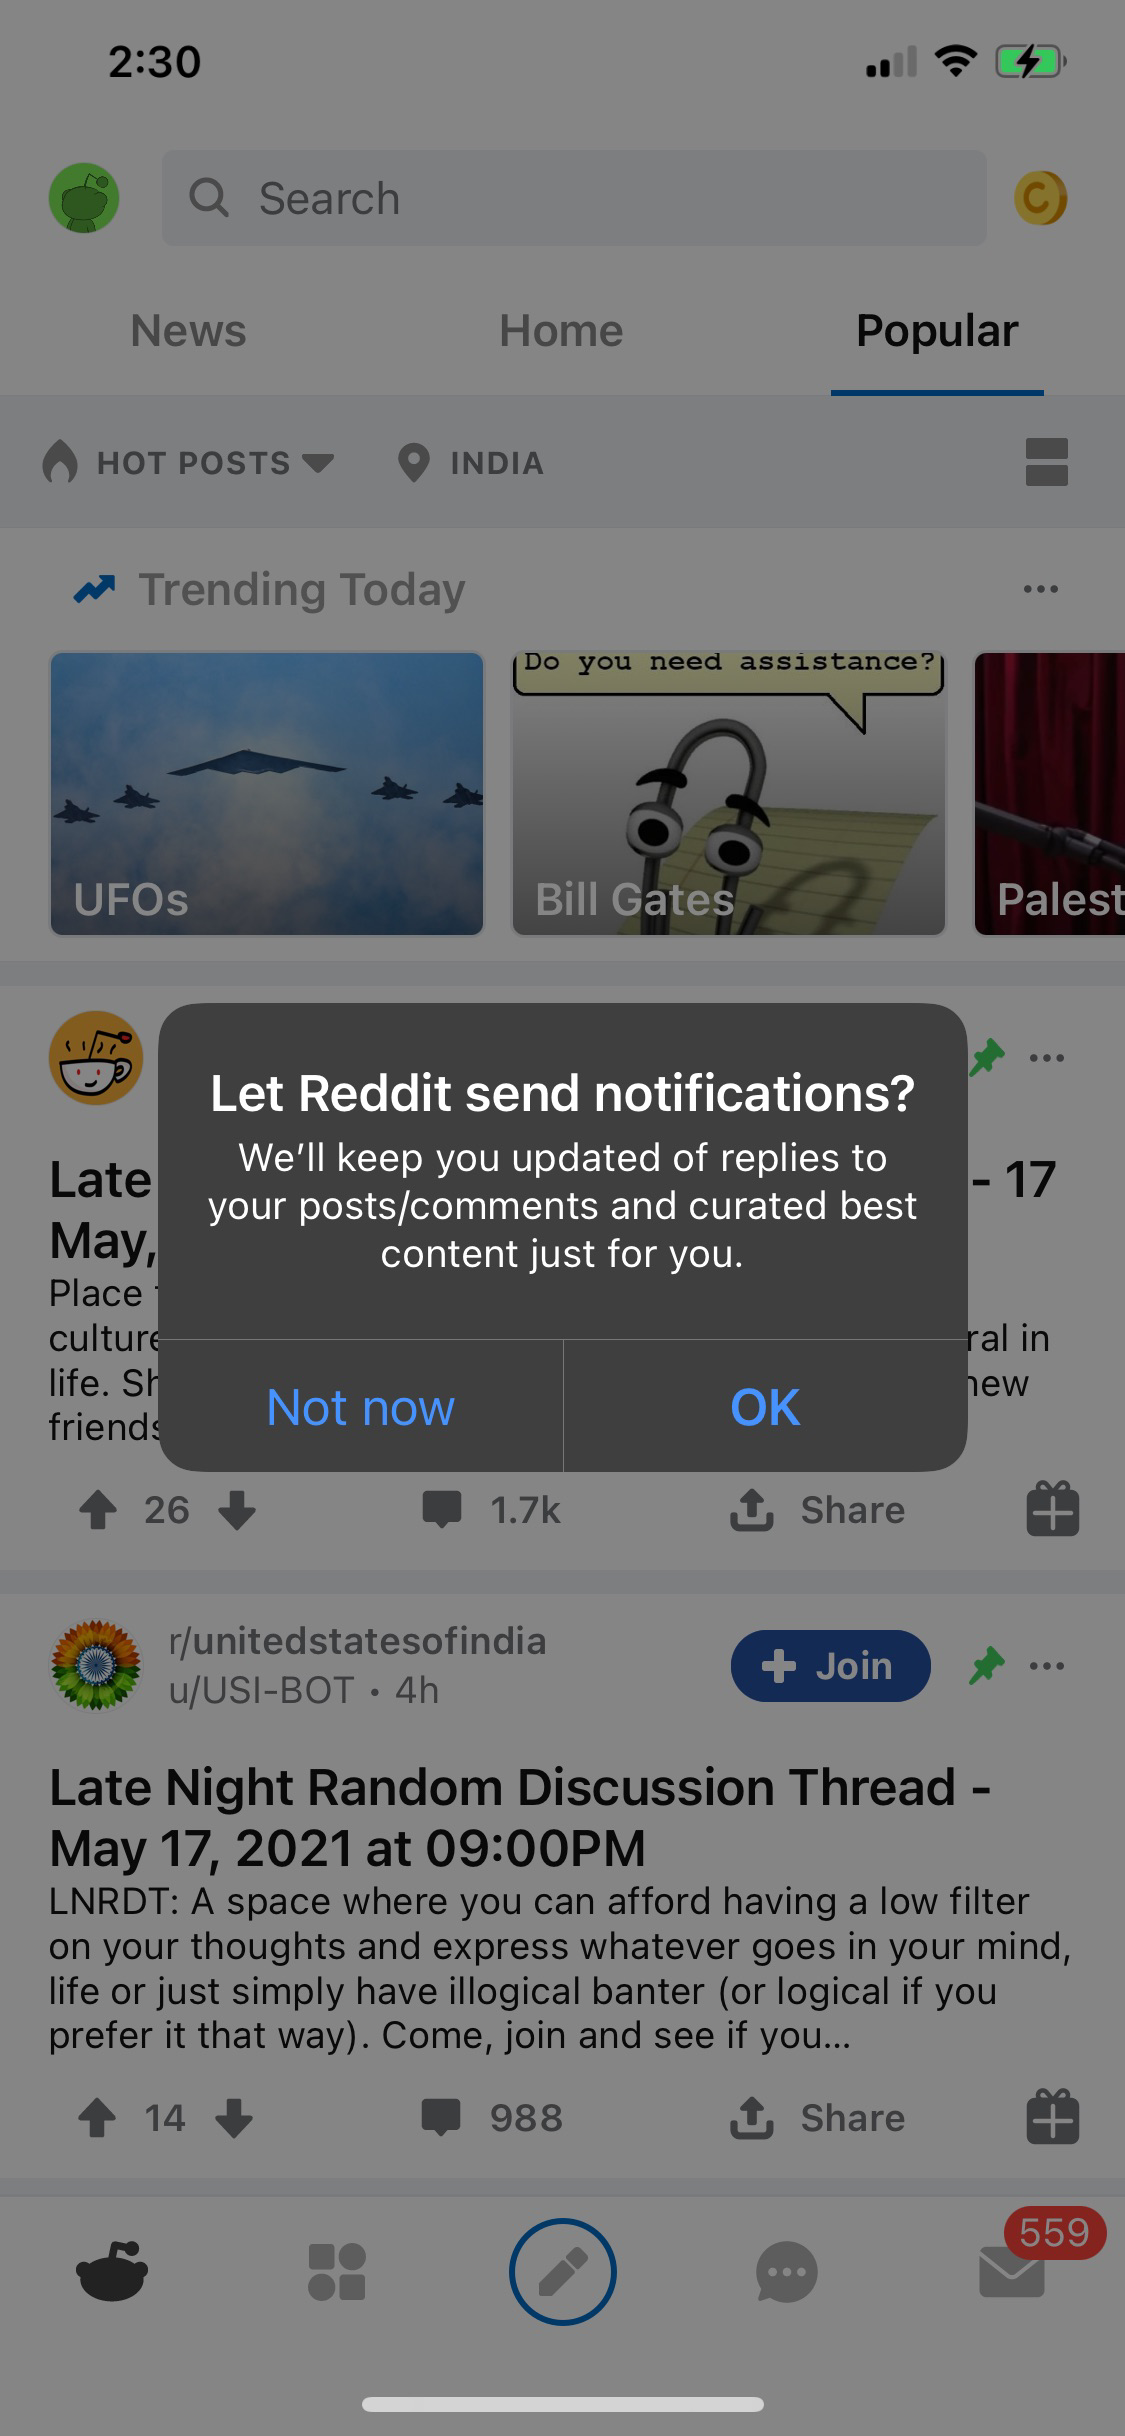 2:30
Search
C
News Home Popular
HOT POSTS INDIA
Trending Today
Do you need assistance?
UFOs
Bill Gates
Palest
Late
- 17
May,
Place
culture
ral in
life. Sh
new
friends
Let Reddit send notifications?
We'll keep you updated of replies to
your posts/comments and curated best
content just for you.
Not now OK
26 1.7k Share
r/unitedstatesofindia
u/USI-BOT • 4h
Join
Late Night Random Discussion Thread -
May 17, 2021 at 09:00PM
LNRDT: A space where you can afford having a low filter
on your thoughts and express whatever goes in your mind,
life or just simply have illogical banter (or logical if you
prefer it that way). Come, join and see if you...
14 988 Share
559